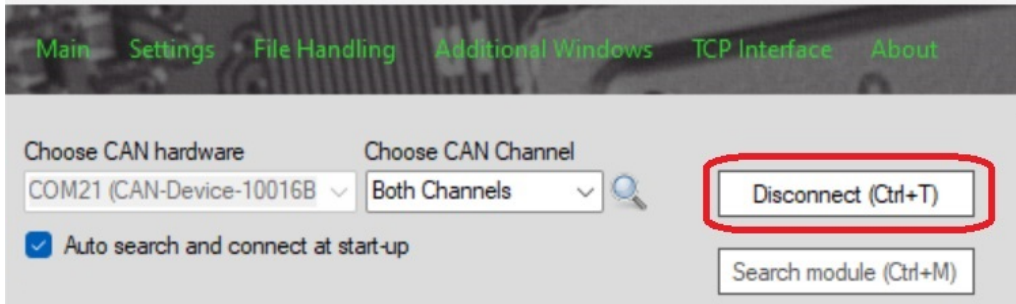 Main Settings File Handling Additional Windows TCP Interface About
Choose CAN hardware Choose CAN Channel
COM21 (CAN-Device-10016B Both Channels Disconnect (Ctrl+T)
Auto search and connect at start-up
Search module (Ctrl+M)